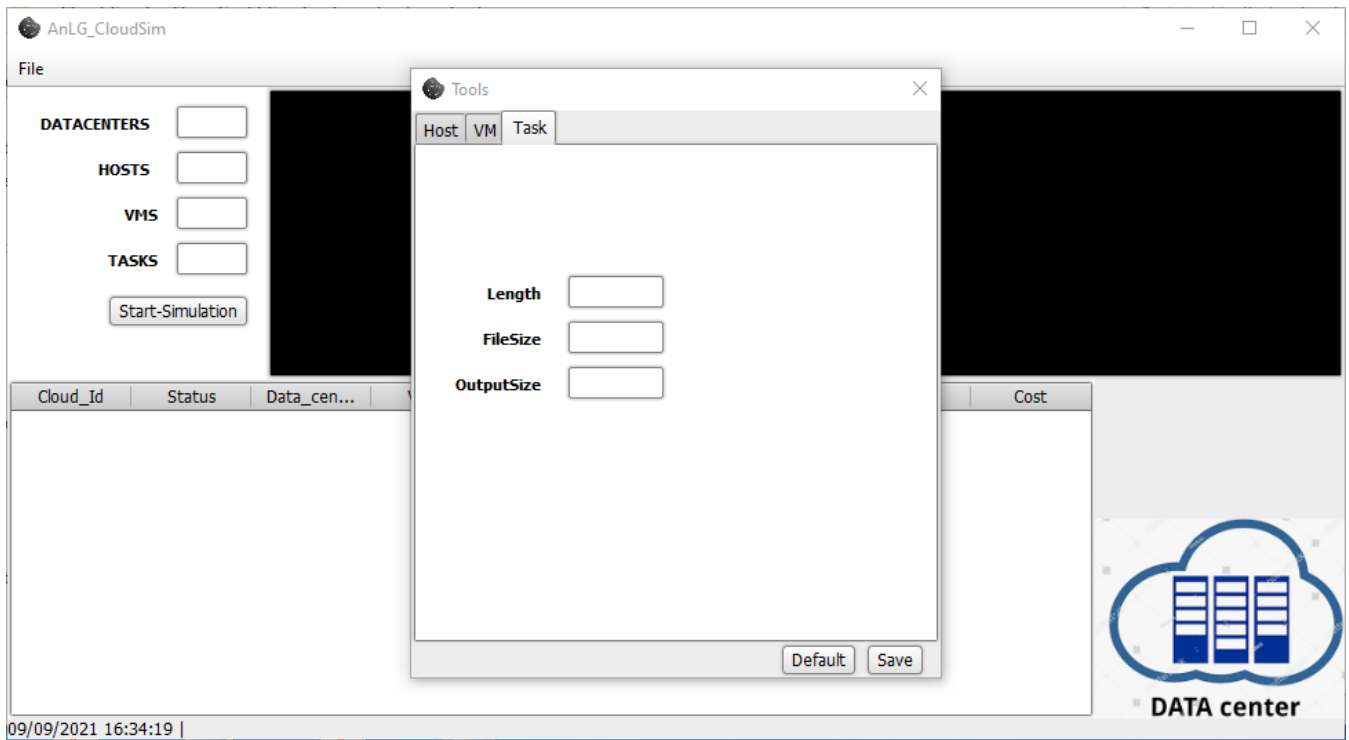 AnLG_CloudSim
File
DATACENTERS
HOSTS
VMS
TASKS
Start-Simulation
Tools
Host VM Task
Length
FileSize
OutputSize
Default Save
Cloud_Id Status Data_cen... Cost
DATA center
09/09/2021 16:34:19 |